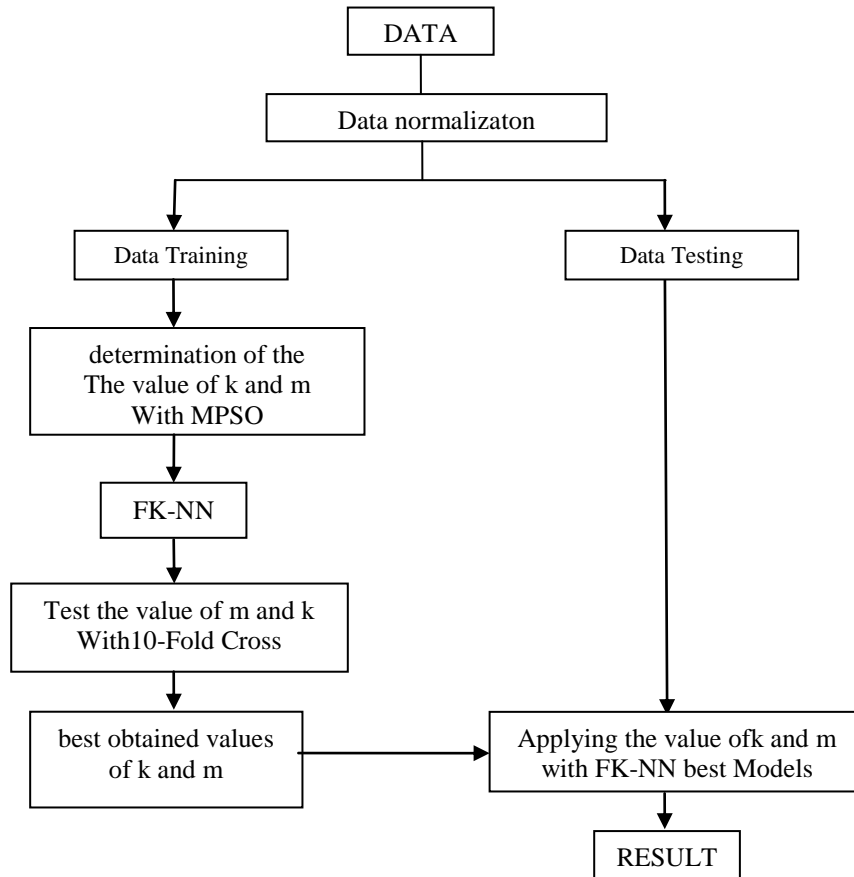 DATA
Data normalizaton
Data Training
Data Testing
determination of the
The value of k and m
With MPSO
FK-NN
Test the value of m and k
With10-Fold Cross
best obtained values
of k and m
Applying the value ofk and m
with FK-NN best Models
RESULT